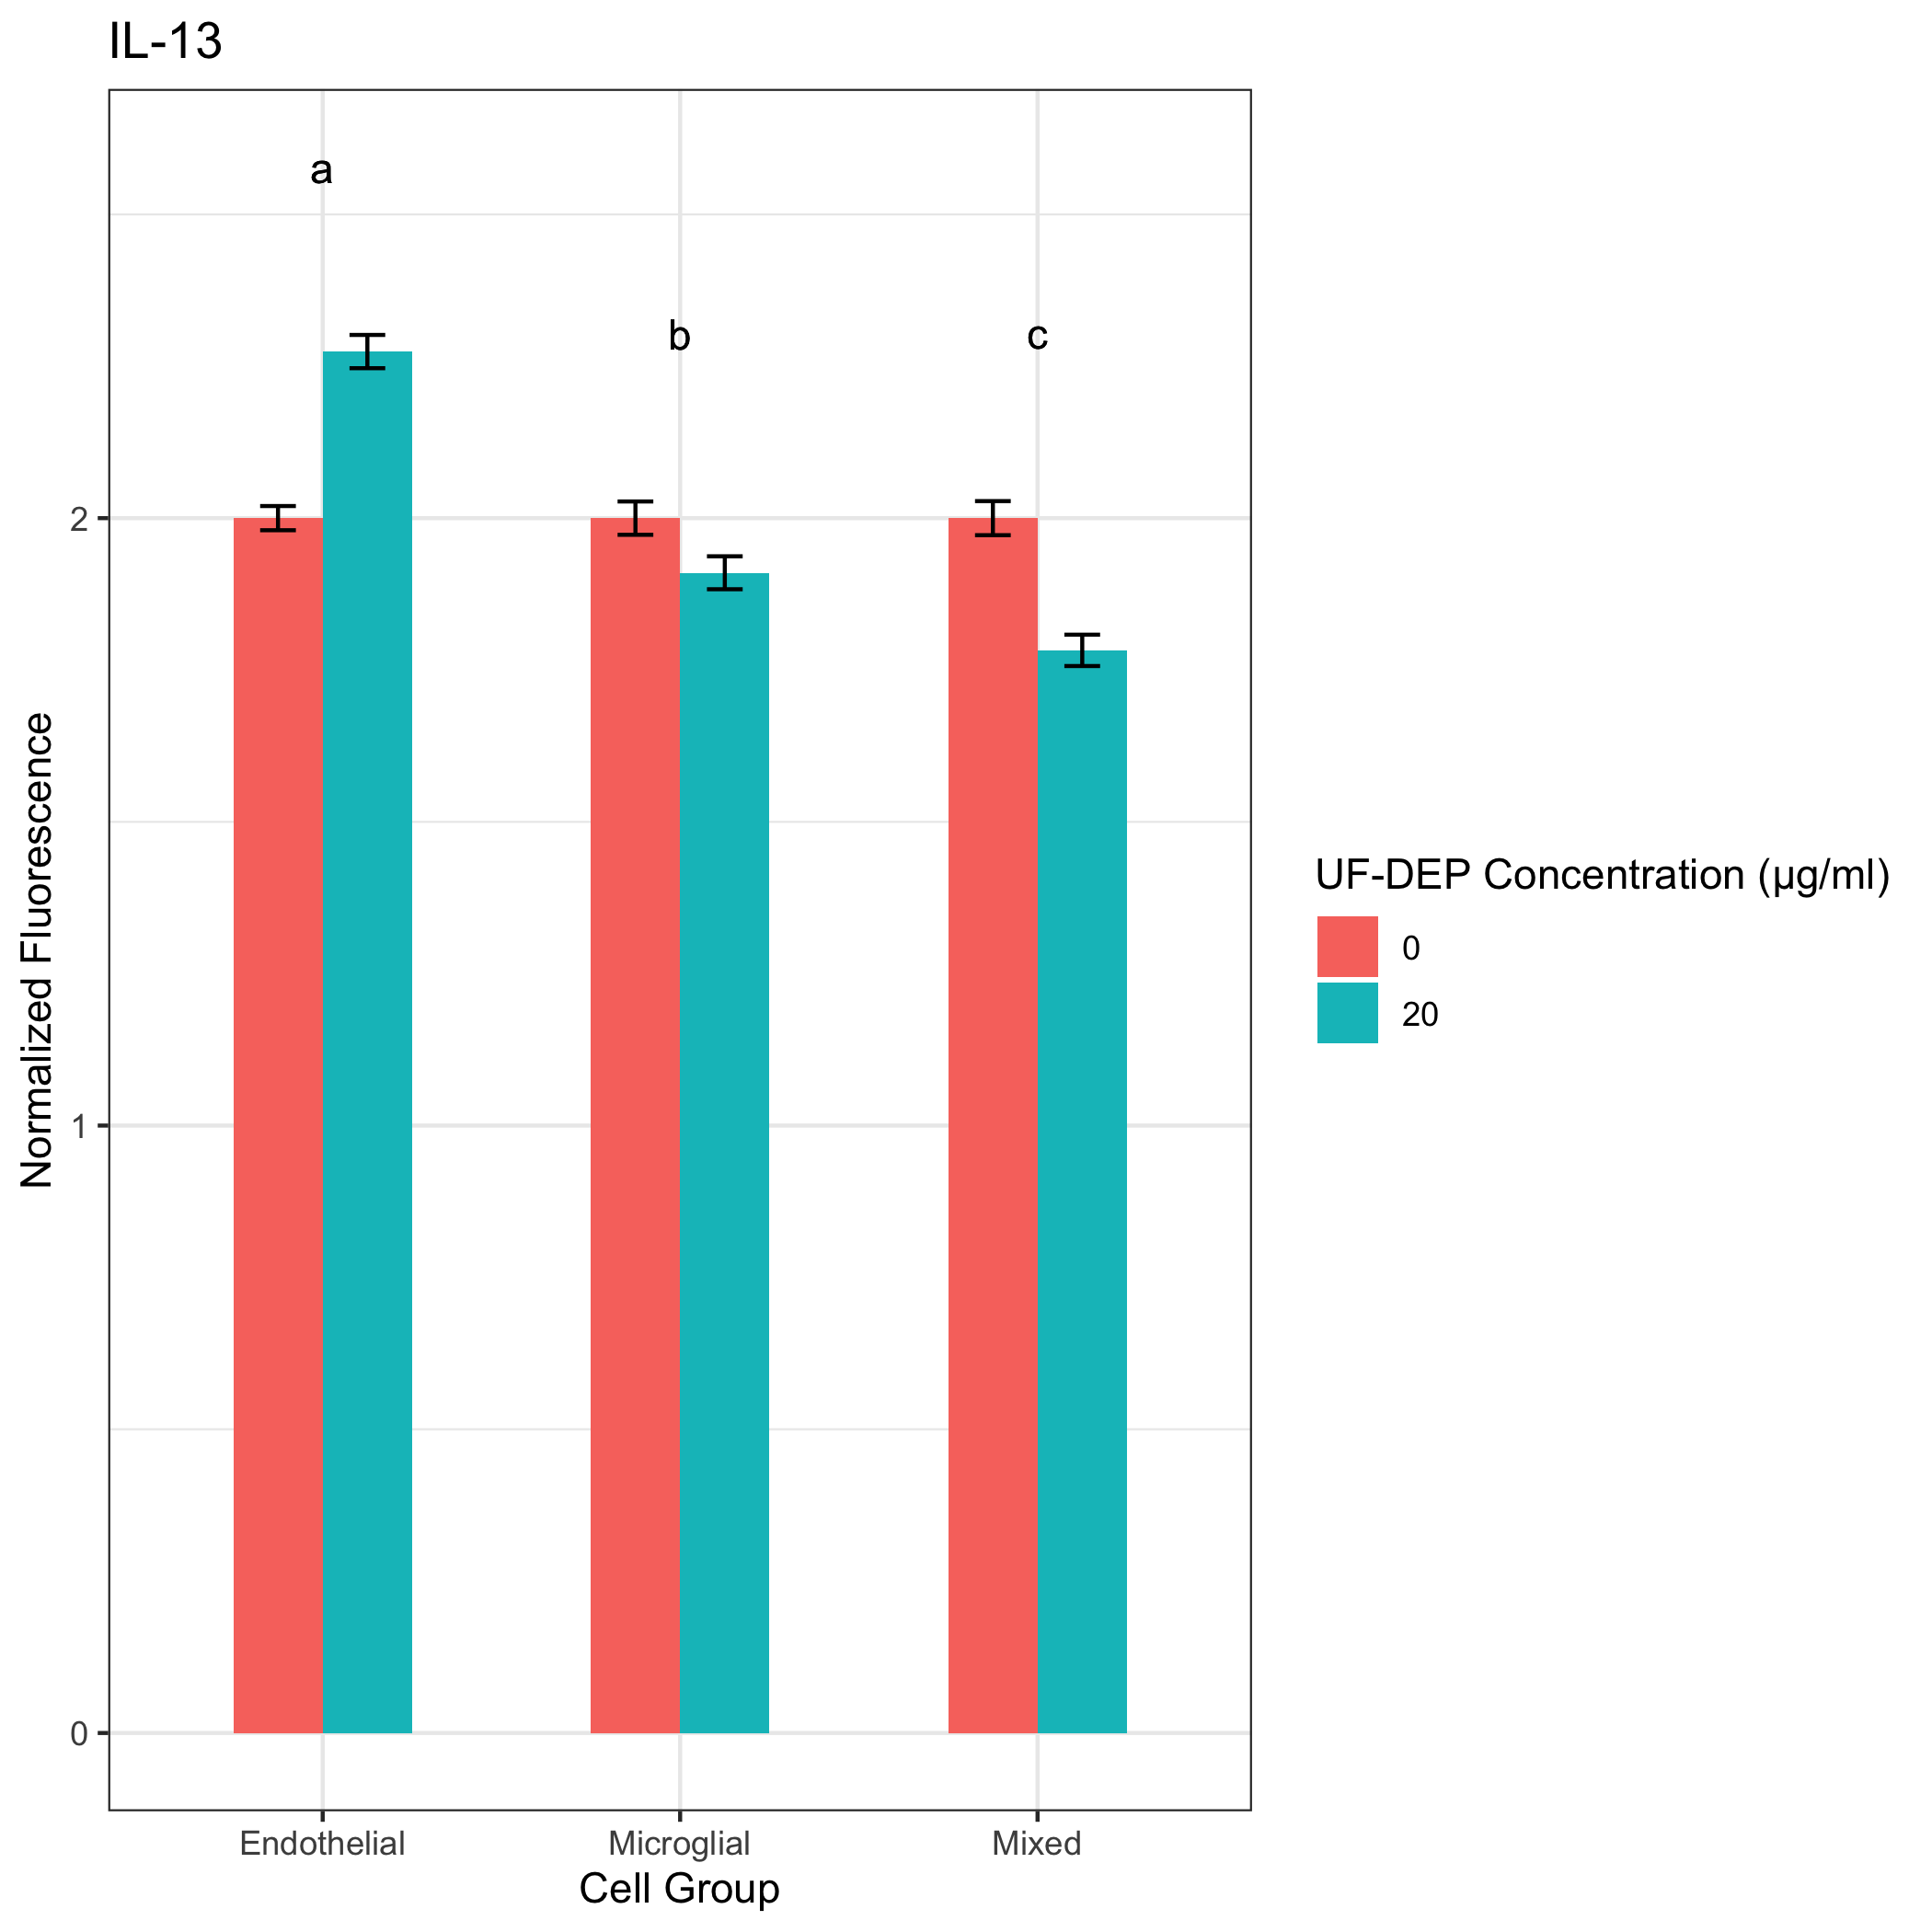 IL-13
a
b
c
2
1
0
Normalized Fluorescence
Endothelial
Microglial
Mixed
Cell Group
UF-DEP Concentration (µg/ml)
0
20